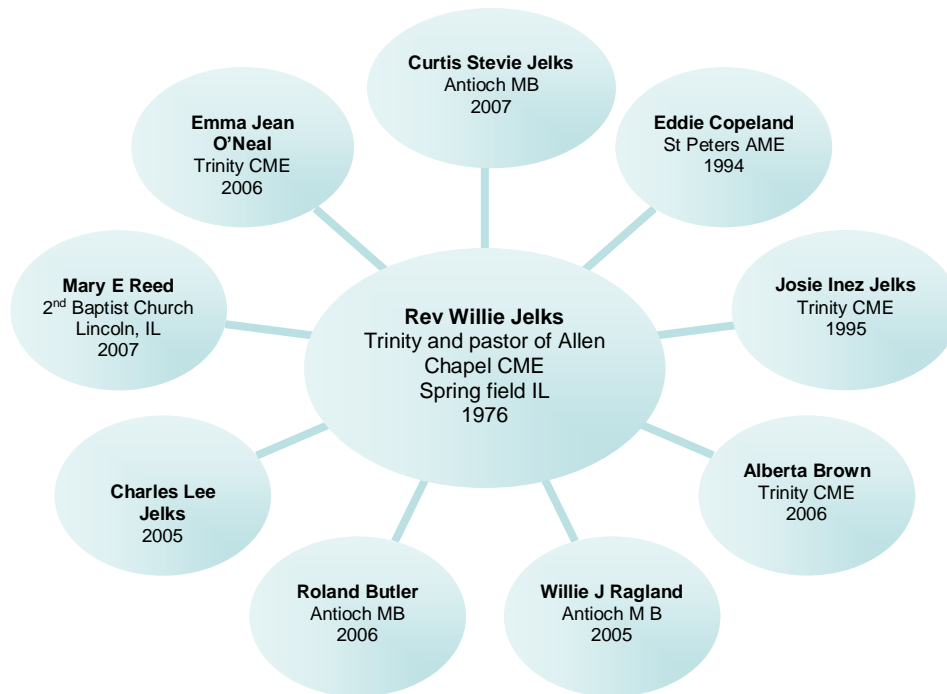 Curtis Stevie Jelks
Antioch MB
2007
Eddie Copeland
St Peters AME
1994
Josie Inez Jelks
Trinity CME
1995
Alberta Brown
Trinity CME
2006
Willie J Ragland
Antioch M B
2005
Roland Butler
Antioch MB
2006
Charles Lee
Jelks
2005
Mary E Reed
2nd Baptist Church
Lincoln, IL
2007
Emma Jean
O’Neal
Trinity CME
2006
Rev Willie Jelks
Trinity and pastor of Allen
Chapel CME
Spring field IL
1976